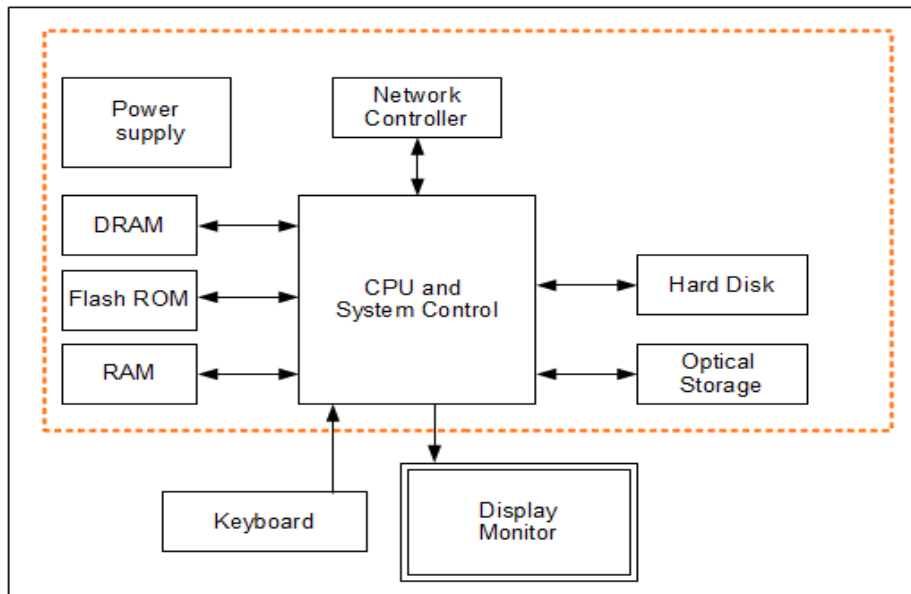 Power
supply
Network
Controller
DRAM
Flash ROM
RAM
CPU and
System Control
Hard Disk
Optical
Storage
Keyboard
Display
Monitor